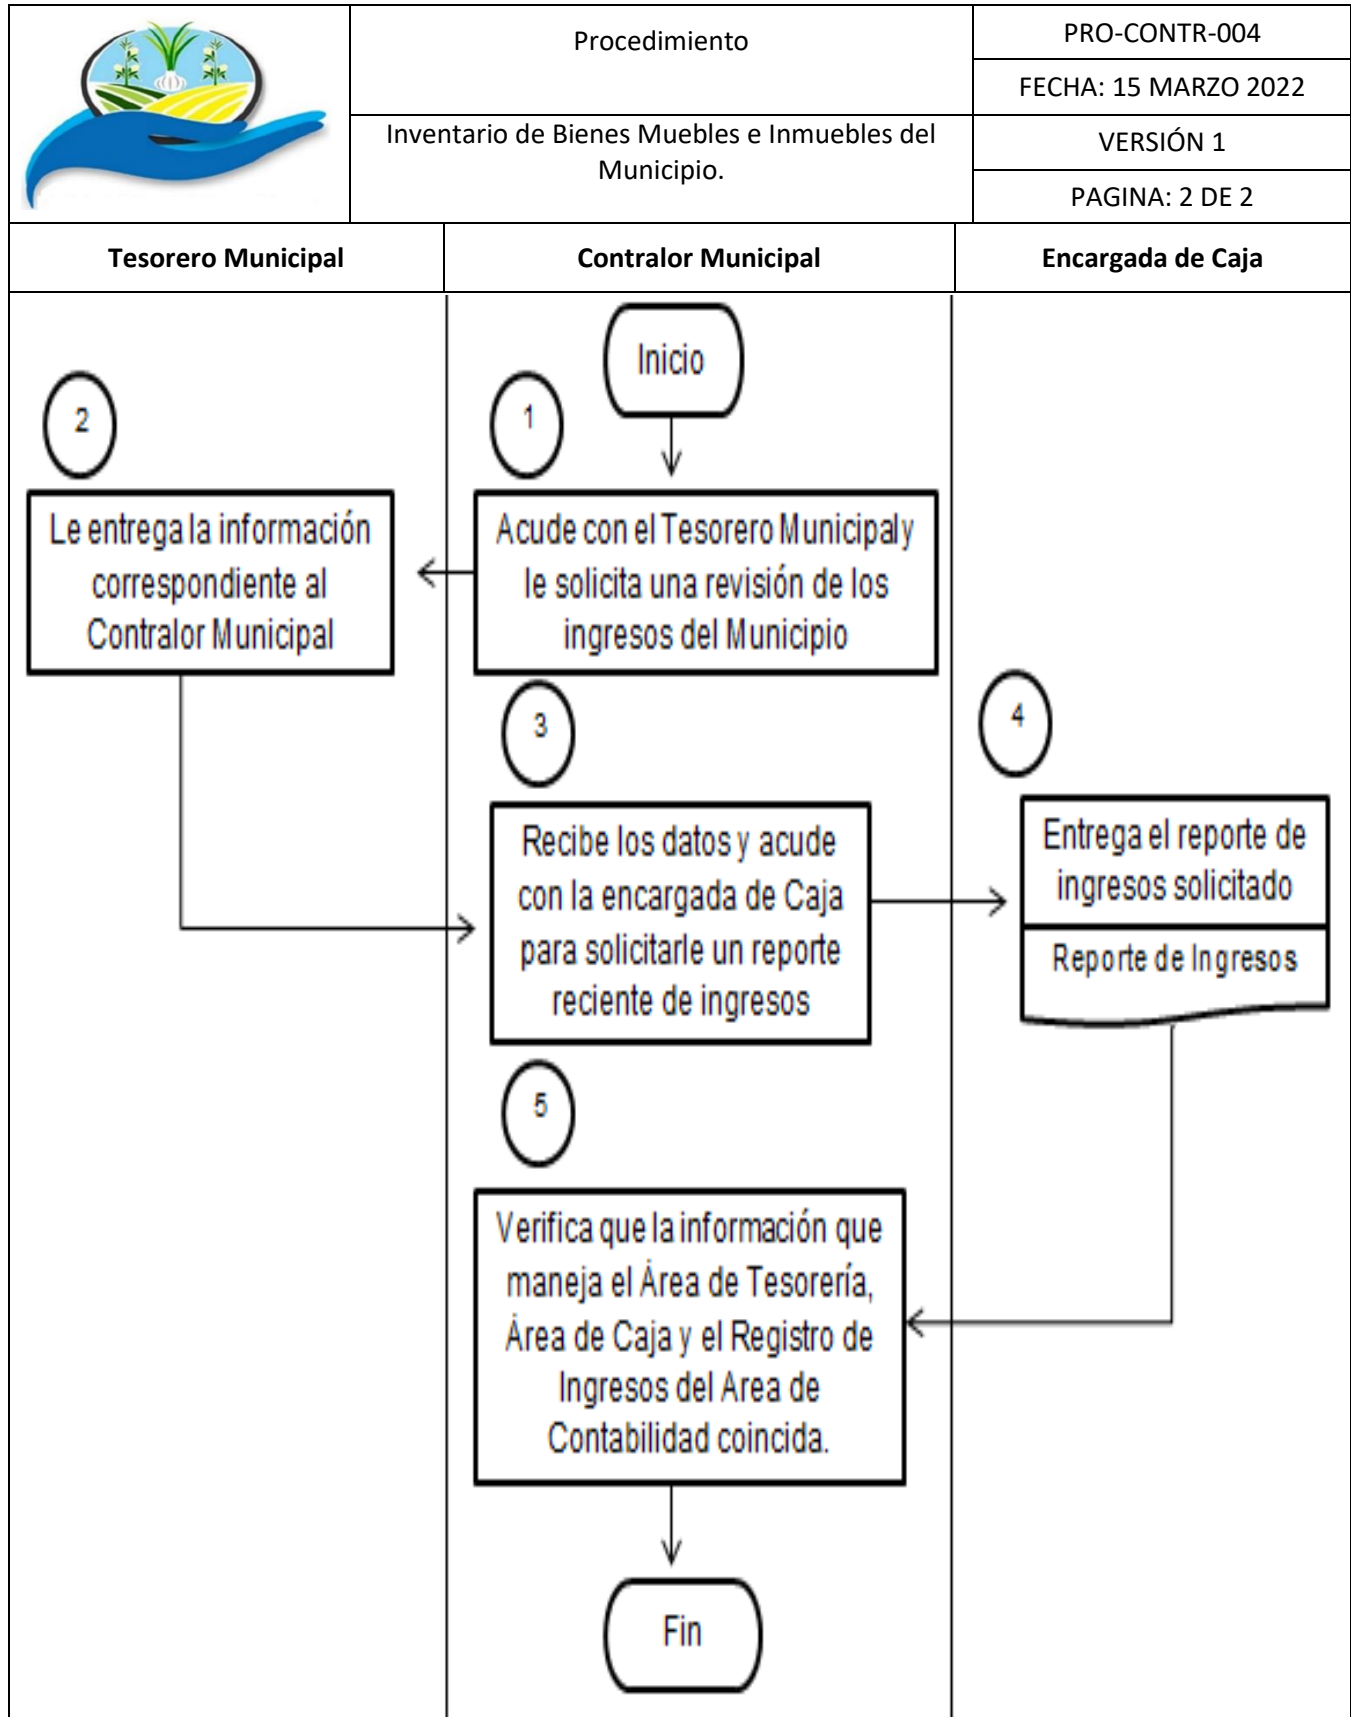 Procedimiento
PRO-CONTR-004
FECHA: 15 MARZO 2022
Inventario de Bienes Muebles e Inmuebles del
Municipio.
VERSIÓN 1
PAGINA: 2 DE 2
Tesorero Municipal
Contralor Municipal
Encargada de Caja
Inicio
1
Acude con el Tesorero Municipal y
le solicita una revisión de los
ingresos del Municipio
2
Le entrega la información
correspondiente al
Contralor Municipal
3
Recibe los datos y acude
con la encargada de Caja
para solicitarle un reporte
reciente de ingresos
4
Entrega el reporte de
ingresos solicitado
Reporte de Ingresos
5
Verifica que la información que
maneja el Área de Tesorería,
Área de Caja y el Registro de
Ingresos del Area de
Contabilidad coincida.
Fin